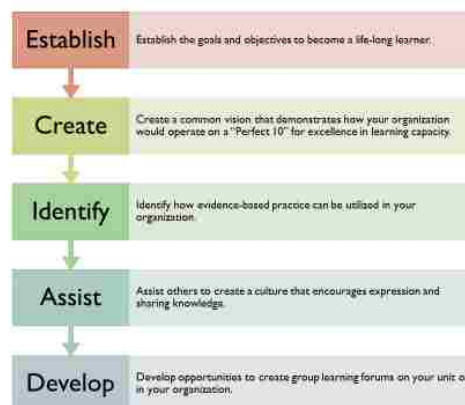 Establish
Establish the goals and objectives to become a life-long learner.
Create
Create a common vision that demonstrates how your organization
would operate on a "Perfect 10" for excellence in learning capacity.
Identify
Identify how evidence-based practice can be utilized in your
organization.
Assist
Assist others to create a culture that encourages expression and
sharing knowledge.
Develop
Develop opportunities to create group learning forums on your unit o
in your organization.